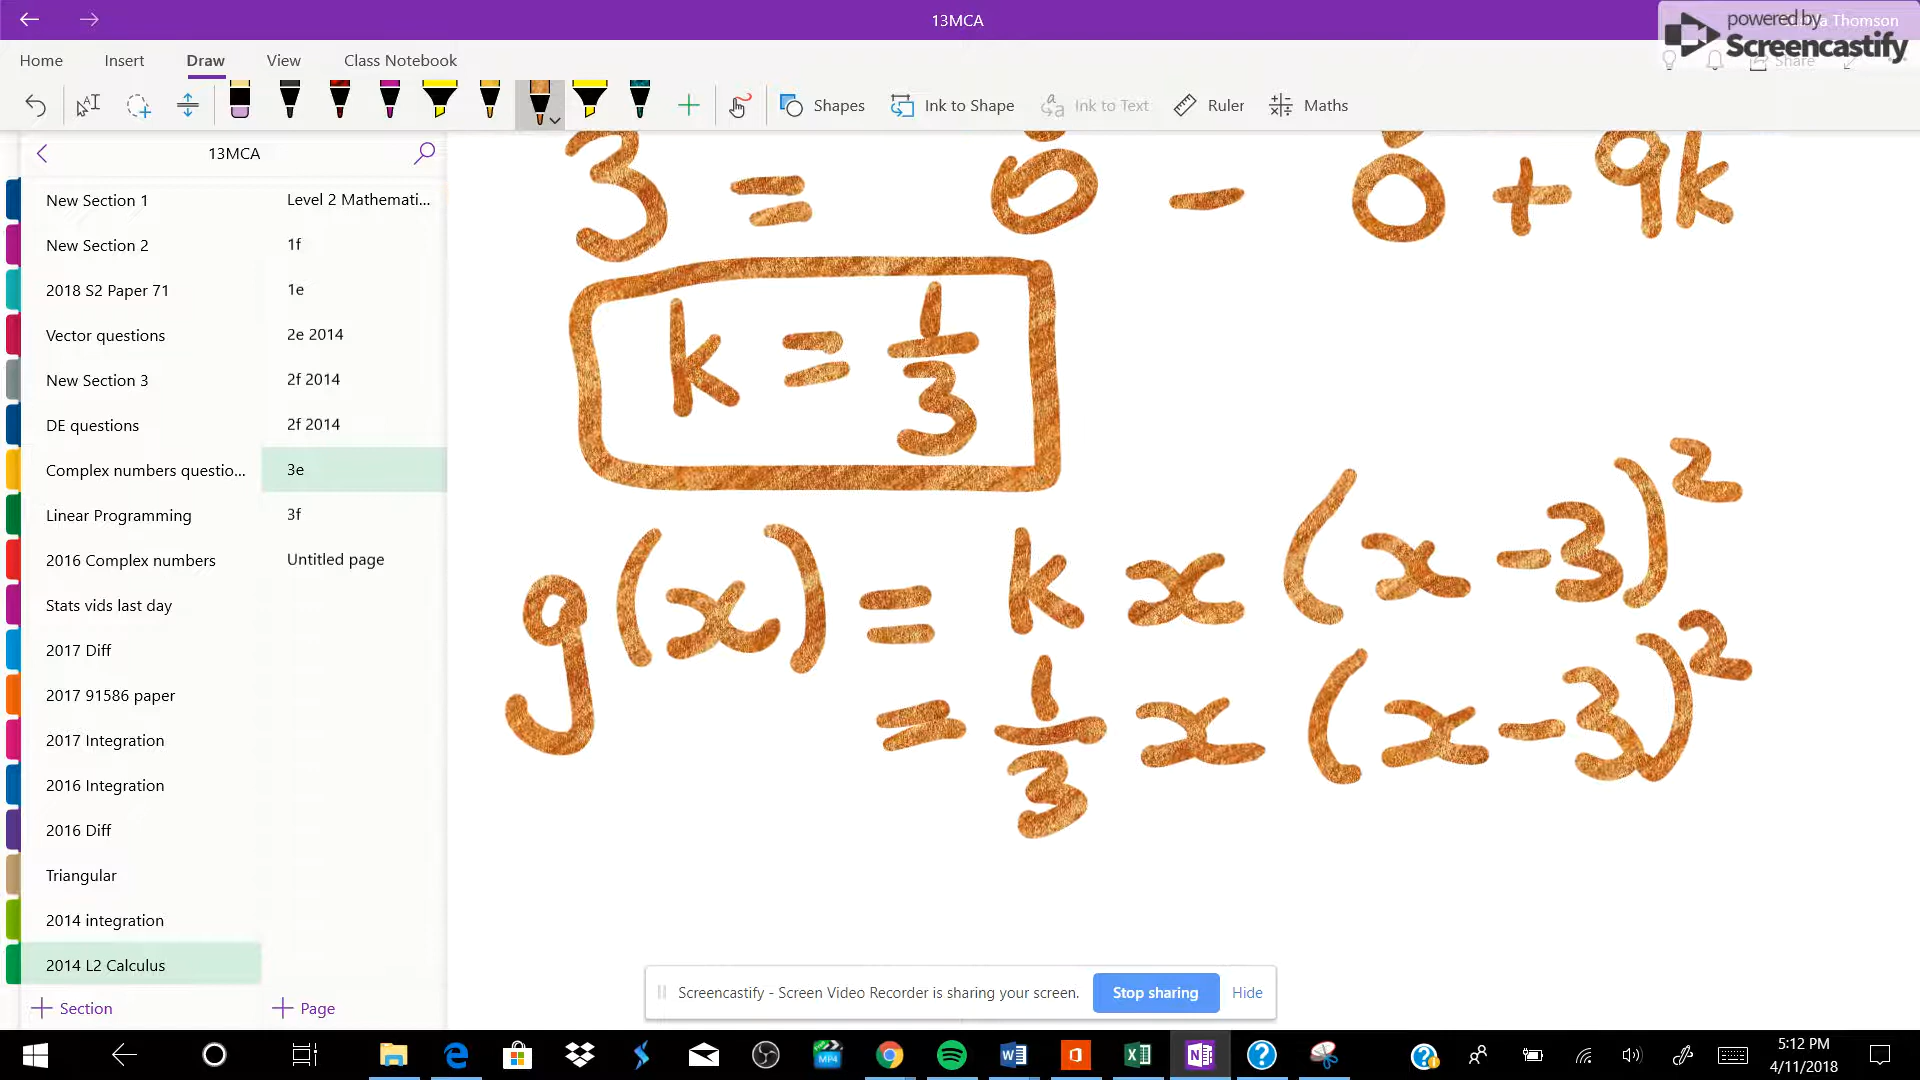 13MCA
Thomson
powered by
Screencastify
Home Insert Draw View Class Notebook
Share
Shapes Ink to Shape Ink to Text Ruler Maths
13MCA
New Section 1
New Section 2
2018 S2 Paper 71
Vector questions
New Section 3
DE questions
Complex numbers questio...
Linear Programming
2016 Complex numbers
Stats vids last day
2017 Diff
2017 91586 paper
2017 Integration
2016 Integration
2016 Diff
Triangular
2014 integration
2014 L2 Calculus
+ Section
Level 2 Mathemati...
1f
1e
2e 2014
2f 2014
2f 2014
3e
3f
Untitled page
+ Page
3 = 0 - 0 + 9k
k = 1/3
g(x) = k x (x - 3)²
= 1/3 x (x - 3)²
Screencastify - Screen Video Recorder is sharing your screen. Stop sharing Hide
5:12 PM
4/11/2018